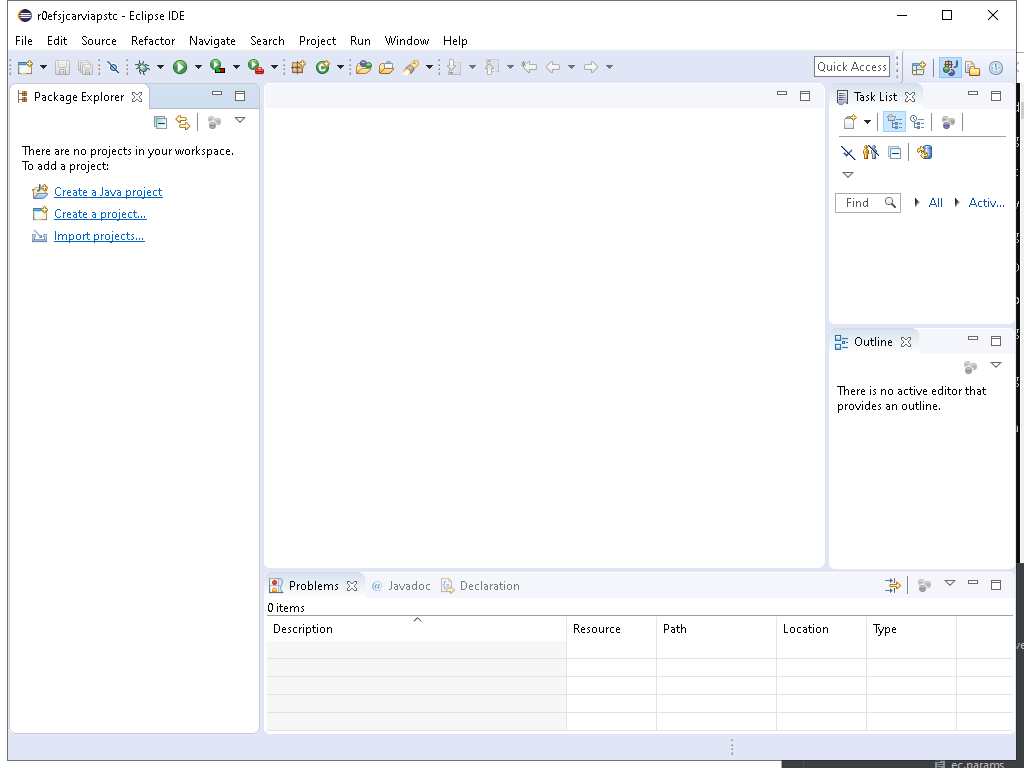 r0efsjcarviapstc - Eclipse IDE
File Edit Source Refactor Navigate Search Project Run Window Help
Quick Access
Package Explorer
There are no projects in your workspace.
To add a project:
Create a Java project
Create a project...
Import projects...
Task List
Find All Activ...
Outline
There is no active editor that
provides an outline.
Problems @ Javadoc Declaration
0 items
Description Resource Path Location Type
ec.params